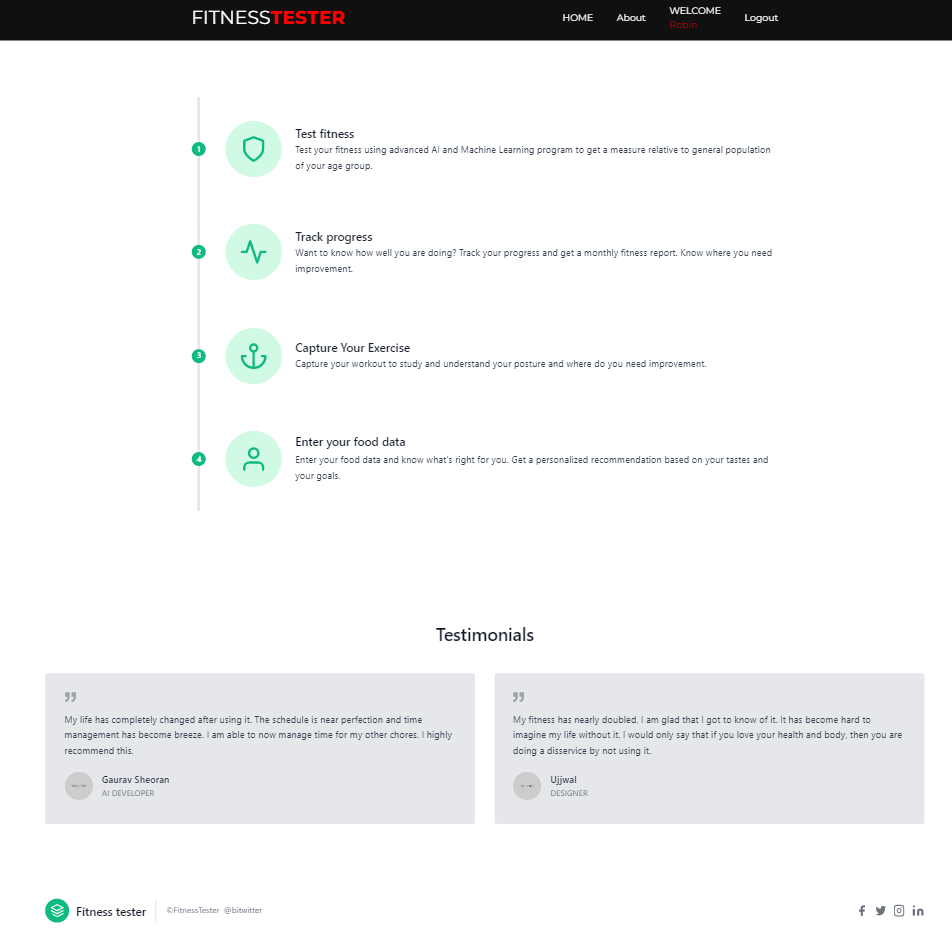 FITNESSTESTER
HOME About WELCOME Logout
Robin
1
Test fitness
Test your fitness using advanced AI and Machine Learning program to get a measure relative to general population
of your age group.
2
Track progress
Want to know how well you are doing? Track your progress and get a monthly fitness report. Know where you need
improvement.
3
Capture Your Exercise
Capture your workout to study and understand your posture and where do you need improvement.
4
Enter your food data
Enter your food data and know what's right for you. Get a personalized recommendation based on your tastes and
your goals.
Testimonials
My life has completely changed after using it. The schedule is near perfection and time
management has become breeze. I am able to now manage time for my other chores. I highly
recommend this.
Gaurav Sheoran
AI DEVELOPER
My fitness has nearly doubled, I am glad that I got to know of it. It has become hard to
imagine my life without it. I would only say that if you love your health and body, then you are
doing a disservice by not using it.
Ujjwal
DESIGNER
Fitness tester
©FitnessTester @bitwitter